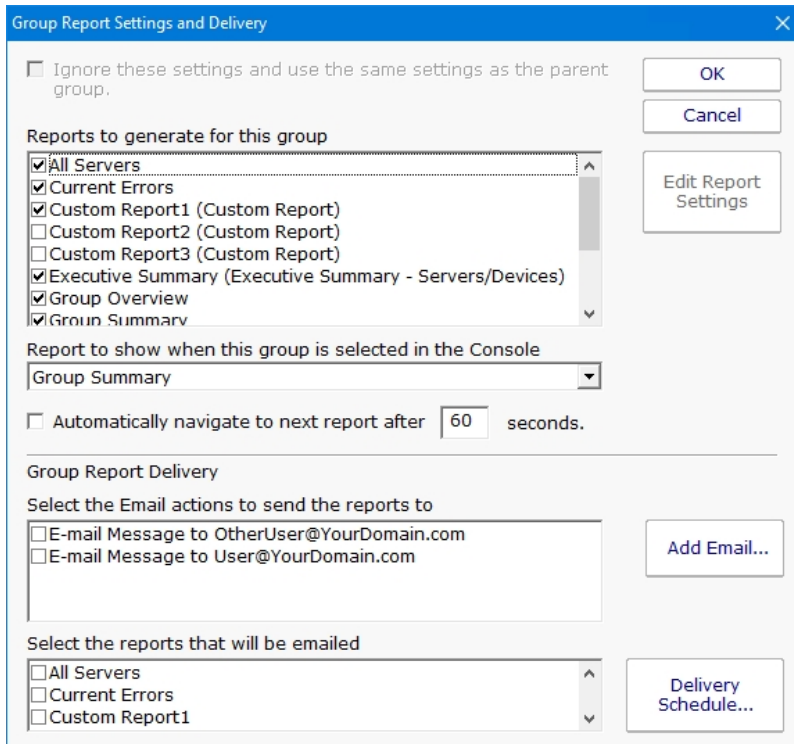 Group Report Settings and Delivery
Ignore these settings and use the same settings as the parent
group.
OK
Cancel
Reports to generate for this group
All Servers
Current Errors
Custom Report1 (Custom Report)
Custom Report2 (Custom Report)
Custom Report3 (Custom Report)
Executive Summary (Executive Summary - Servers/Devices)
Group Overview
Group Summary
Edit Report
Settings
Report to show when this group is selected in the Console
Group Summary
Automatically navigate to next report after 60 seconds.
Group Report Delivery
Select the Email actions to send the reports to
E-mail Message to OtherUser@YourDomain.com
E-mail Message to User@YourDomain.com
Add Email...
Select the reports that will be emailed
All Servers
Current Errors
Custom Report1
Delivery
Schedule...